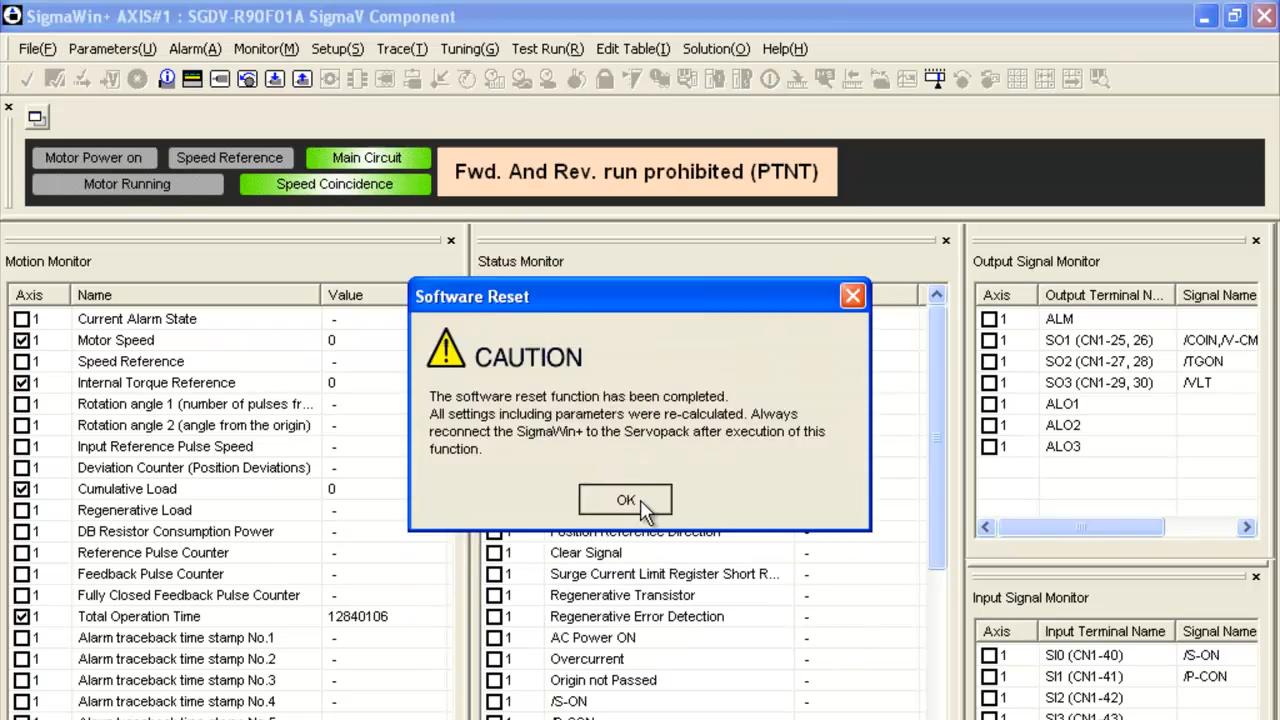 SigmaWin+ AXIS#1 : SGDV-R90F01A SigmaV Component
File(F) Parameters(U) Alarm(A) Monitor(M) Setup(S) Trace(T) Tuning(G) Test Run(R) Edit Table(I) Solution(O) Help(H)
Motor Power on Speed Reference Main Circuit
Motor Running Speed Coincidence
Fwd. And Rev. run prohibited (PTNT)
Motion Monitor
Axis Name Value
1 Current Alarm State -
1 Motor Speed 0
1 Speed Reference -
1 Internal Torque Reference 0
1 Rotation angle 1 (number of pulses fr... -
1 Rotation angle 2 (angle from the origin) -
1 Input Reference Pulse Speed -
1 Deviation Counter (Position Deviations) -
1 Cumulative Load 0
1 Regenerative Load -
1 DB Resistor Consumption Power -
1 Reference Pulse Counter -
1 Feedback Pulse Counter -
1 Fully Closed Feedback Pulse Counter -
1 Total Operation Time 12840106
1 Alarm traceback time stamp No.1 -
1 Alarm traceback time stamp No.2 -
1 Alarm traceback time stamp No.3 -
1 Alarm traceback time stamp No.4 -
Status Monitor
Software Reset
CAUTION
The software reset function has been completed.
All settings including parameters were re-calculated. Always
reconnect the SigmaWin+ to the Servopack after execution of this
function.
OK
1 Position Reference Direction -
1 Clear Signal -
1 Surge Current Limit Register Short R... -
1 Regenerative Transistor -
1 Regenerative Error Detection -
1 AC Power ON -
1 Overcurrent -
1 Origin not Passed -
1 /S-ON -
Output Signal Monitor
Axis Output Terminal N... Signal Name
1 ALM
1 SO1 (CN1-25, 26) /COIN,/V-CM
1 SO2 (CN1-27, 28) /TGON
1 SO3 (CN1-29, 30) /VLT
1 ALO1
1 ALO2
1 ALO3
Input Signal Monitor
Axis Input Terminal Name Signal Name
1 SI0 (CN1-40) /S-ON
1 SI1 (CN1-41) /P-CON
1 SI2 (CN1-42)
1 SI3 (CN1-43)